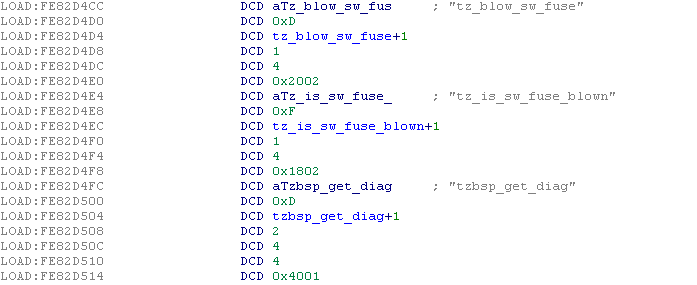 LOAD:FE82D4CC DCD aTz_blow_sw_fus ; "tz_blow_sw_fuse"
LOAD:FE82D4D0 DCD 0xD
LOAD:FE82D4D4 DCD tz_blow_sw_fuse+1
LOAD:FE82D4D8 DCD 1
LOAD:FE82D4DC DCD 4
LOAD:FE82D4E0 DCD 0x2002
LOAD:FE82D4E4 DCD aTz_is_sw_fuse_ ; "tz_is_sw_fuse_blown"
LOAD:FE82D4E8 DCD 0xF
LOAD:FE82D4EC DCD tz_is_sw_fuse_blown+1
LOAD:FE82D4F0 DCD 1
LOAD:FE82D4F4 DCD 4
LOAD:FE82D4F8 DCD 0x1802
LOAD:FE82D4FC DCD aTzbsp_get_diag ; "tzbsp_get_diag"
LOAD:FE82D500 DCD 0xD
LOAD:FE82D504 DCD tzbsp_get_diag+1
LOAD:FE82D508 DCD 2
LOAD:FE82D50C DCD 4
LOAD:FE82D510 DCD 4
LOAD:FE82D514 DCD 0x4001